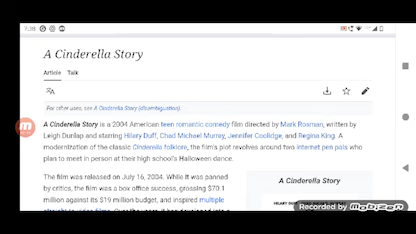 A Cinderella Story
Article Talk
For other uses, see A Cinderella Story (disambiguation).
A Cinderella Story is a 2004 American teen romantic comedy film directed by Mark Rosman, written by
Leigh Dunlap and starring Hilary Duff, Chad Michael Murray, Jennifer Coolidge, and Regina King. A
modernization of the classic Cinderella folklore, the film's plot revolves around two internet pen pals who
plan to meet in person at their high school's Halloween dance.
The film was released on July 16, 2004. While it was panned
by critics, the film was a box office success, grossing $70.1
million against its $19 million budget, and inspired multiple
A Cinderella Story
HILARY DUFF
Recorded by
Mobizen